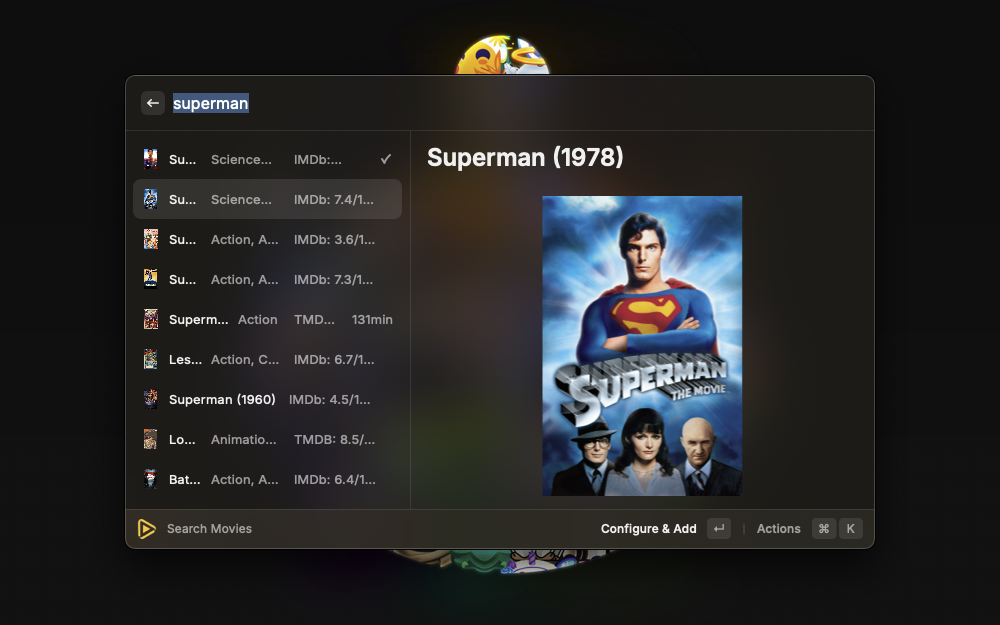 superman
Su... Science... IMDb:...
Su... Science... IMDb: 7.4/1...
Su... Action, A... IMDb: 3.6/1...
Su... Action, A... IMDb: 7.3/1...
Superm... Action TMD... 131min
Les... Action, C... IMDb: 6.7/1...
Superman (1960) IMDb: 4.5/1...
Lo... Animatio... TMDB: 8.5/...
Bat... Action, A... IMDb: 6.4/1...
Superman (1978)
SUPERMAN
THE MOVIE
Search Movies
Configure & Add ↵ | Actions ⌘ K